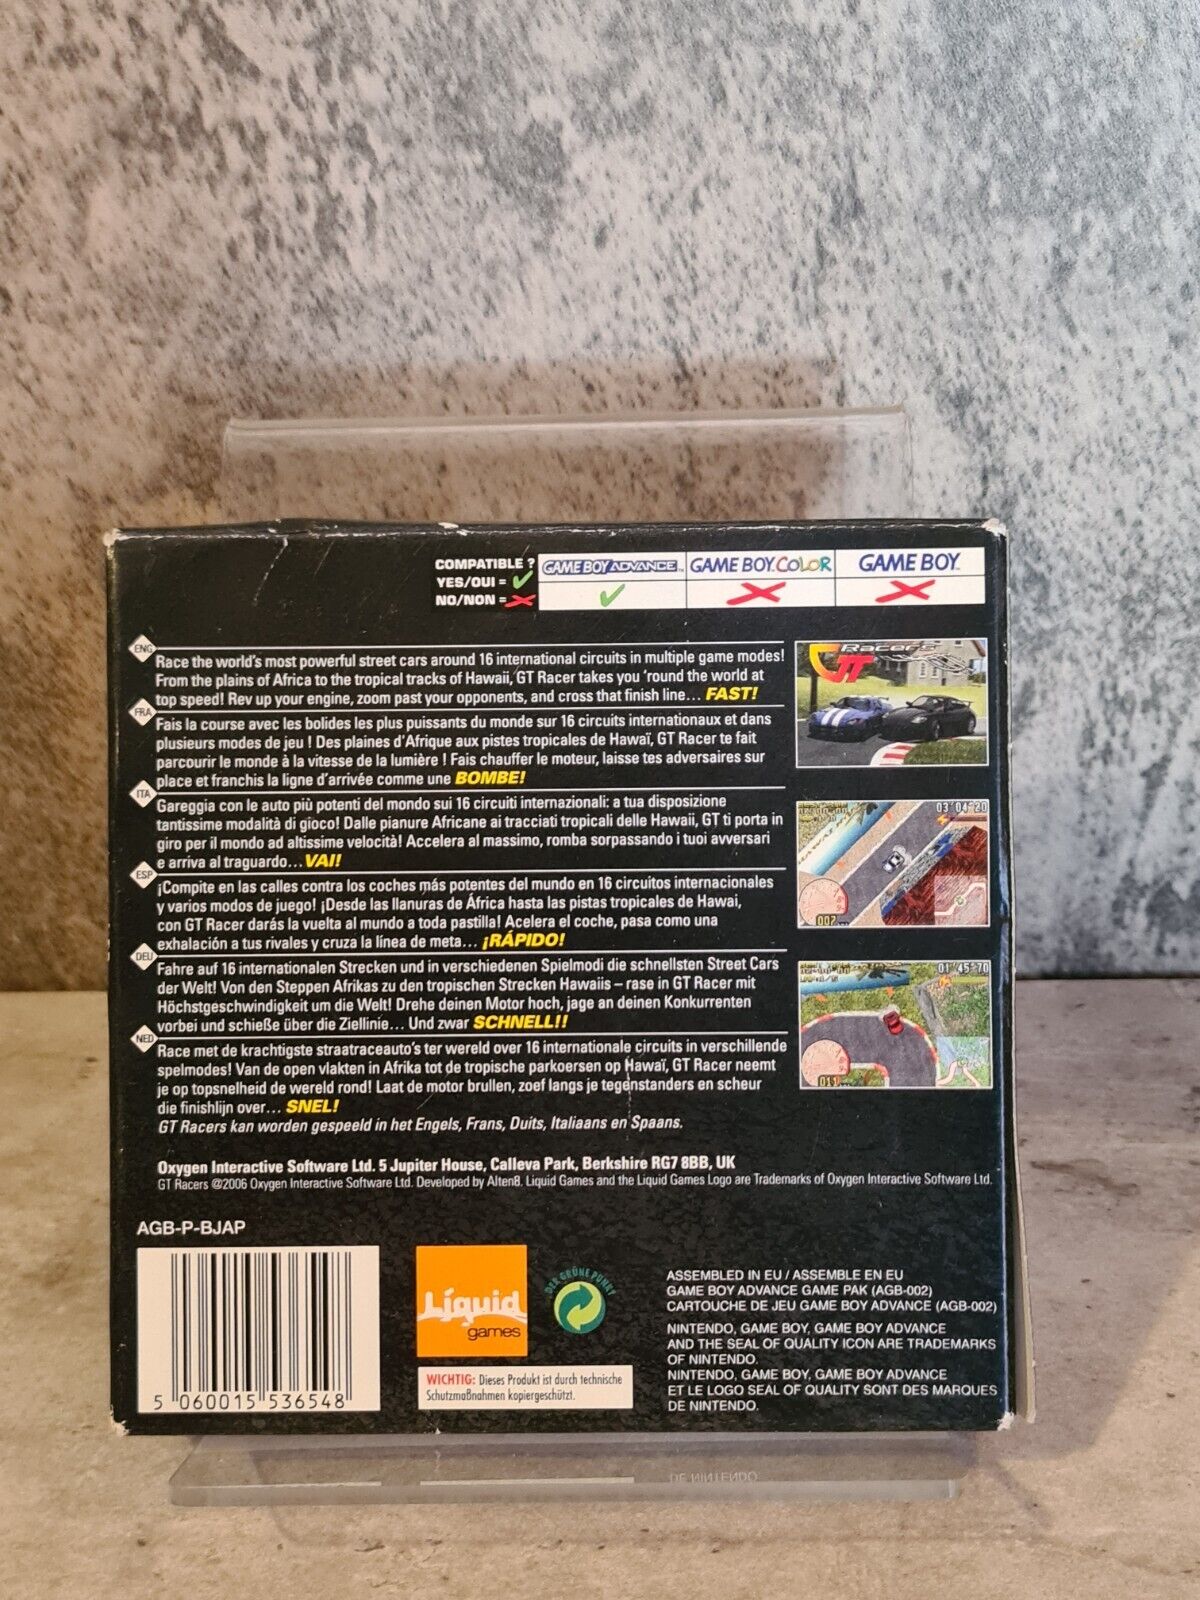 COMPATIBLE ?
YES/OUI = ✓
NO/NON = ✗
GAME BOY ADVANCE™
GAME BOY COLOR
GAME BOY™
ENG
Race the world's most powerful street cars around 16 international circuits in multiple game modes!
From the plains of Africa to the tropical tracks of Hawaii, GT Racer takes you 'round the world at
top speed! Rev up your engine, zoom past your opponents, and cross that finish line... FAST!
FRA
Fais la course avec les bolides les plus puissants du monde sur 16 circuits internationaux et dans
plusieurs modes de jeu ! Des plaines d'Afrique aux pistes tropicales de Hawaï, GT Racer te fait
parcourir le monde à la vitesse de la lumière ! Fais chauffer le moteur, laisse tes adversaires sur
place et franchis la ligne d'arrivée comme une BOMBE!
ITA
Gareggia con le auto più potenti del mondo sui 16 circuiti internazionali: a tua disposizione
tantissime modalità di gioco! Dalle pianure Africane ai tracciati tropicali delle Hawaii, GT ti porta in
giro per il mondo ad altissime velocità! Accelera al massimo, romba sorpassando i tuoi avversari
e arriva al traguardo...VAI!
ESP
¡Compite en las calles contra los coches más potentes del mundo en 16 circuitos internacionales
y varios modos de juego! ¡Desde las llanuras de África hasta las pistas tropicales de Hawai,
con GT Racer darás la vuelta al mundo a toda pastilla! Acelera el coche, pasa como una
exhalación a tus rivales y cruza la línea de meta... ¡RÁPIDO!
DEU
Fahre auf 16 internationalen Strecken und in verschiedenen Spielmodi die schnellsten Street Cars
der Welt! Von den Steppen Afrikas zu den tropischen Strecken Hawaiis – rase in GT Racer mit
Höchstgeschwindigkeit um die Welt! Drehe deinen Motor hoch, jage an deinen Konkurrenten
vorbei und schieße über die Ziellinie... Und zwar SCHNELL!!
NED
Race met de krachtigste straatraceauto's ter wereld over 16 internationale circuits in verschillende
spelmodes! Van de open vlakten in Afrika tot de tropische parkoersen op Hawaï, GT Racer neemt
je op topsnelheid de wereld rond! Laat de motor brullen, zoef langs je tegenstanders en scheur
die finishlijn over... SNEL!
GT Racers kan worden gespeeld in het Engels, Frans, Duits, Italiaans en Spaans.
GT Racers
03'04"20
007
01'45"70
011
Oxygen Interactive Software Ltd. 5 Jupiter House, Calleva Park, Berkshire RG7 8BB, UK
GT Racers @2006 Oxygen Interactive Software Ltd. Developed by Alten8. Liquid Games and the Liquid Games Logo are Trademarks of Oxygen Interactive Software Ltd.
AGB-P-BJAP
5 060015 536548
Liquid
games
DER GRÜNE PUNKT
WICHTIG: Dieses Produkt ist durch technische
Schutzmaßnahmen kopiergeschützt.
ASSEMBLED IN EU / ASSEMBLE EN EU
GAME BOY ADVANCE GAME PAK (AGB-002)
CARTOUCHE DE JEU GAME BOY ADVANCE (AGB-002)
NINTENDO, GAME BOY, GAME BOY ADVANCE
AND THE SEAL OF QUALITY ICON ARE TRADEMARKS
OF NINTENDO.
NINTENDO, GAME BOY, GAME BOY ADVANCE
ET LE LOGO SEAL OF QUALITY SONT DES MARQUES
DE NINTENDO.